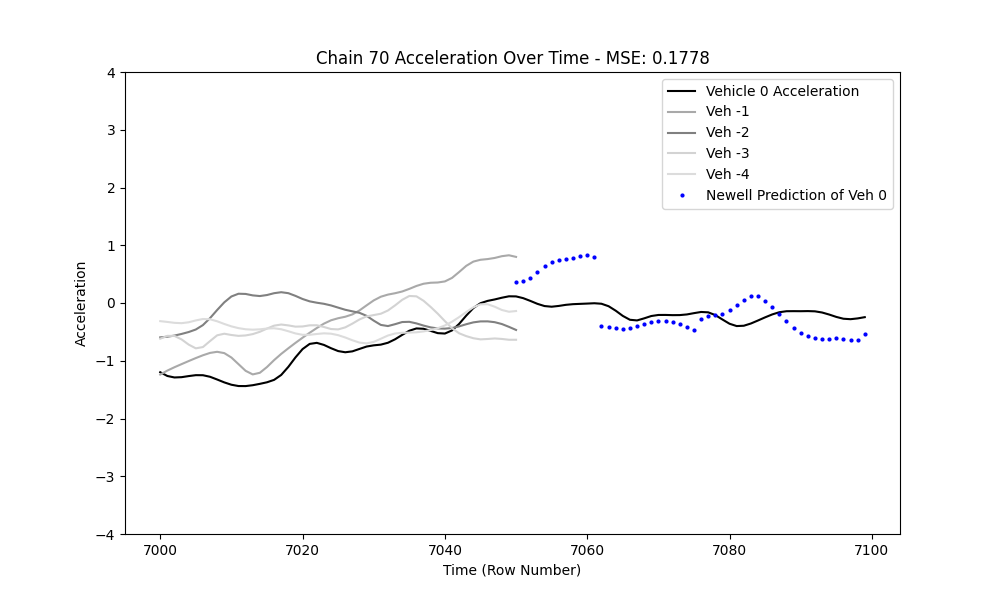 Chain 70 Acceleration Over Time - MSE: 0.1778
Acceleration
4
3
2
1
0
−1
−2
−3
−4
Vehicle 0 Acceleration
Veh -1
Veh -2
Veh -3
Veh -4
Newell Prediction of Veh 0
7000
7020
7040
7060
7080
7100
Time (Row Number)